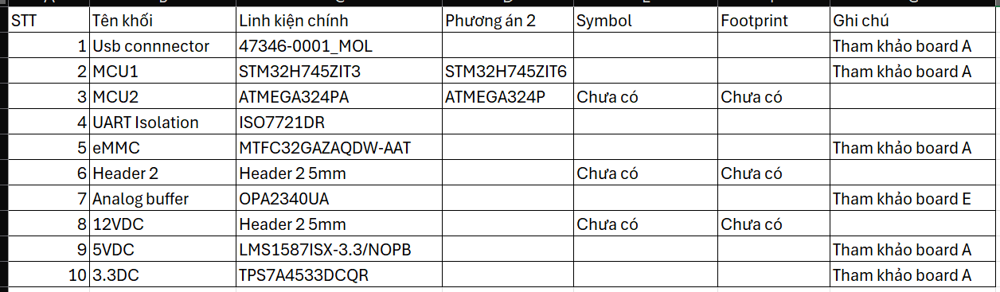 STT Tên khối Linh kiện chính Phương án 2 Symbol Footprint Ghi chú
1 Usb connnector 47346-0001_MOL Tham khảo board A
2 MCU1 STM32H745ZIT3 STM32H745ZIT6 Tham khảo board A
3 MCU2 ATMEGA324PA ATMEGA324P Chưa có Chưa có
4 UART Isolation ISO7721DR
5 eMMC MTFC32GAZAQDW-AAT Tham khảo board A
6 Header 2 Header 2 5mm Chưa có Chưa có
7 Analog buffer OPA2340UA Tham khảo board E
8 12VDC Header 2 5mm Chưa có Chưa có
9 5VDC LMS1587ISX-3.3/NOPB Tham khảo board A
10 3.3DC TPS7A4533DCQR Tham khảo board A